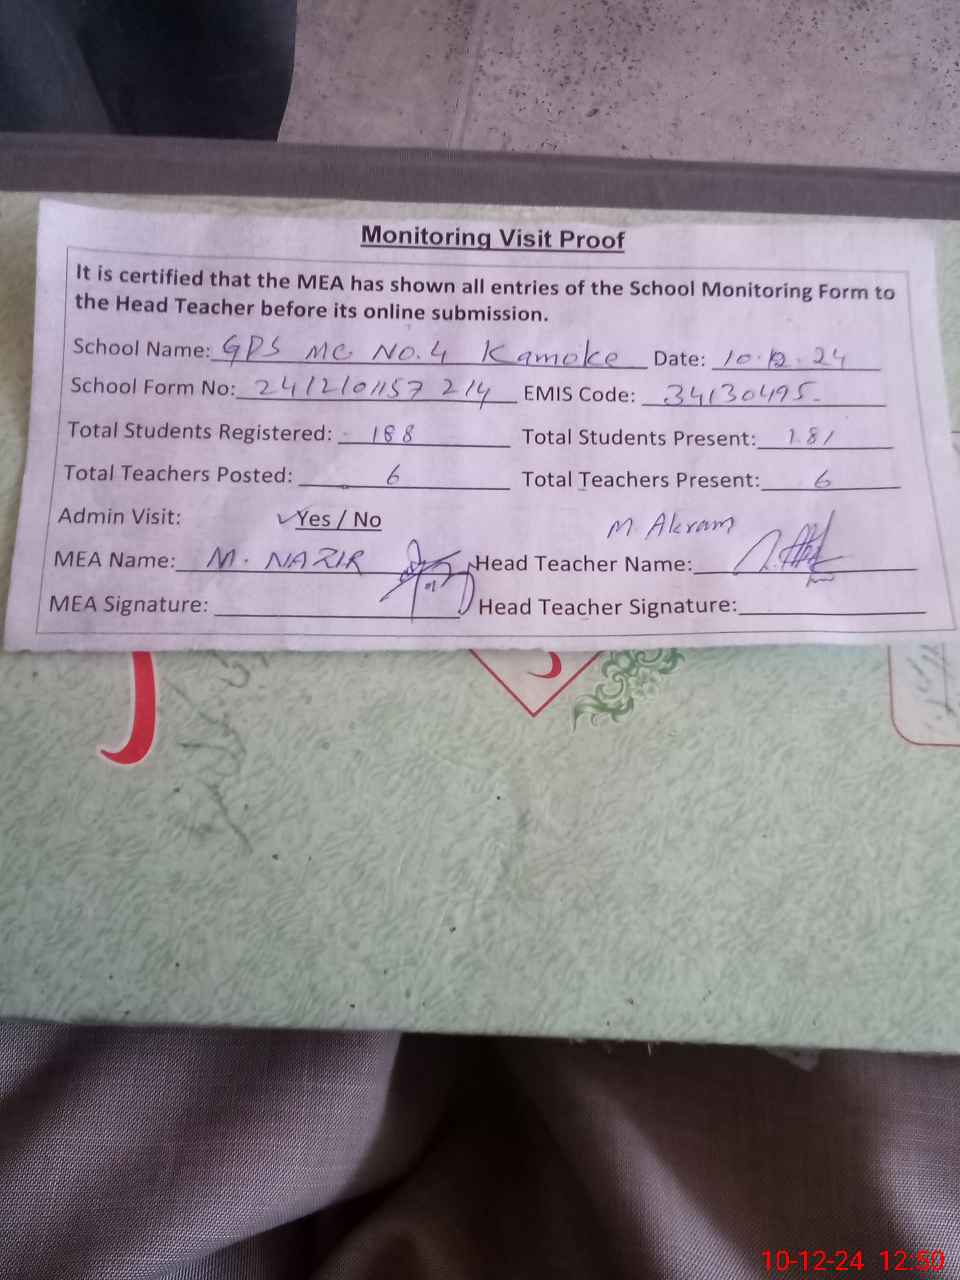 Monitoring Visit Proof
It is certified that the MEA has shown all entries of the School Monitoring Form to
the Head Teacher before its online submission.
School Name: GPS MC NO.4 Kamoke Date: 10.12.24
School Form No: 2412101157 214 EMIS Code: 34130495
Total Students Registered: 188 Total Students Present: 181
Total Teachers Posted: 6 Total Teachers Present: 6
Admin Visit: ✓Yes / No M. Akram
MEA Name: M. NAZIR Head Teacher Name:
MEA Signature: Head Teacher Signature:
10-12-24 12:50